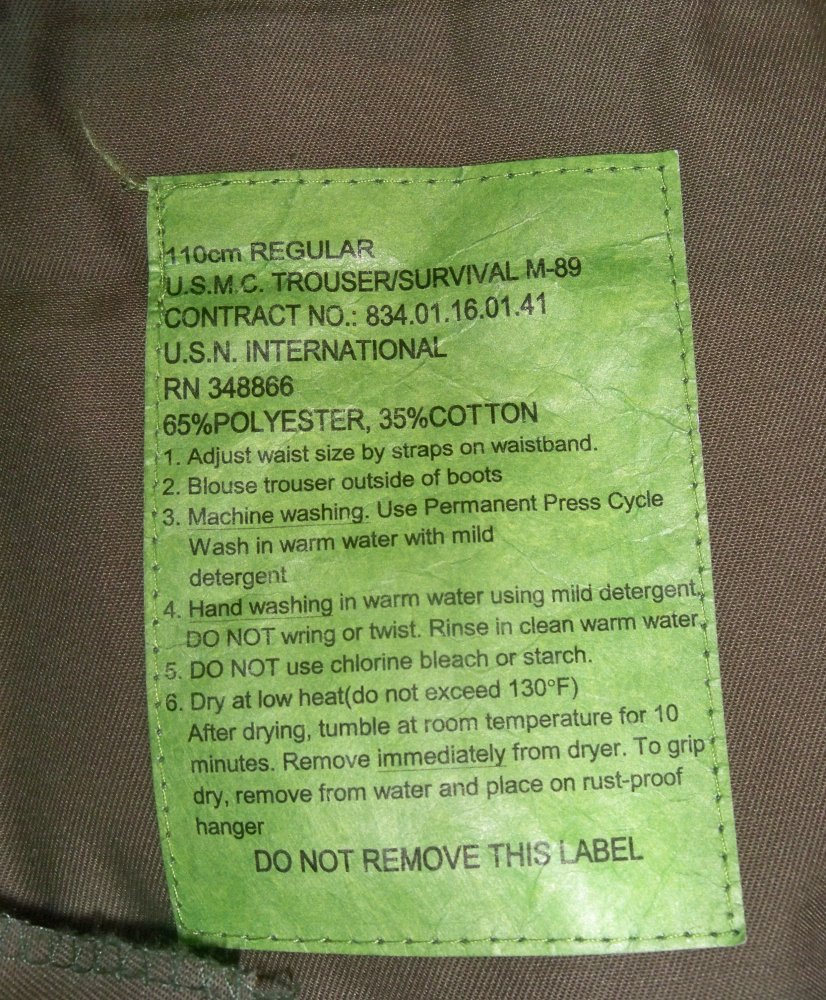 110cm REGULAR
U.S.M.C. TROUSER/SURVIVAL M-89
CONTRACT NO.: 834.01.16.01.41
U.S.N. INTERNATIONAL
RN 348866
65%POLYESTER, 35%COTTON
1. Adjust waist size by straps on waistband.
2. Blouse trouser outside of boots
3. Machine washing. Use Permanent Press Cycle
Wash in warm water with mild
detergent
4. Hand washing in warm water using mild detergent,
DO NOT wring or twist. Rinse in clean warm water.
5. DO NOT use chlorine bleach or starch.
6. Dry at low heat(do not exceed 130°F)
After drying, tumble at room temperature for 10
minutes. Remove immediately from dryer. To grip
dry, remove from water and place on rust-proof
hanger
DO NOT REMOVE THIS LABEL